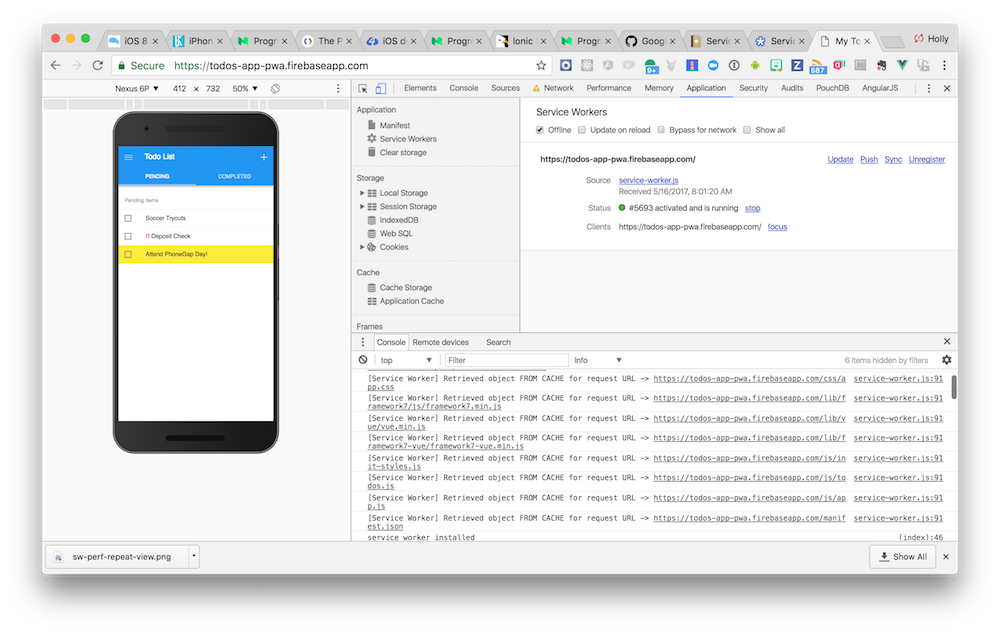 iOS 8
iPhon
Progr
The P
iOS d
Progr
Ionic
Progr
Googl
Servic
Servic
My To
Holly
Secure
https://todos-app-pwa.firebaseapp.com
9+
587
Nexus 6P ▼ 412 × 732 50% ▼
Elements Console Sources Network Performance Memory Application Security Audits PouchDB AngularJS
Todo List
PENDING COMPLETED
Pending Items
Soccer Tryouts
!! Deposit Check
Attend PhoneGap Day!
Application
Manifest
Service Workers
Clear storage
Storage
Local Storage
Session Storage
IndexedDB
Web SQL
Cookies
Cache
Cache Storage
Application Cache
Frames
Service Workers
Offline Update on reload Bypass for network Show all
https://todos-app-pwa.firebaseapp.com/ Update Push Sync Unregister
Source service-worker.js
Received 5/16/2017, 8:01:20 AM
Status #5693 activated and is running stop
Clients https://todos-app-pwa.firebaseapp.com/ focus
Console Remote devices Search
top ▼ Filter Info ▼ 6 items hidden by filters
[Service Worker] Retrieved object FROM CACHE for request URL -> https://todos-app-pwa.firebaseapp.com/css/a service-worker.js:91
pp.css
[Service Worker] Retrieved object FROM CACHE for request URL -> https://todos-app-pwa.firebaseapp.com/lib/f service-worker.js:91
ramework7/js/framework7.min.js
[Service Worker] Retrieved object FROM CACHE for request URL -> https://todos-app-pwa.firebaseapp.com/lib/v service-worker.js:91
ue/vue.min.js
[Service Worker] Retrieved object FROM CACHE for request URL -> https://todos-app-pwa.firebaseapp.com/lib/f service-worker.js:91
ramework7-vue/framework7-vue.min.js
[Service Worker] Retrieved object FROM CACHE for request URL -> https://todos-app-pwa.firebaseapp.com/js/in service-worker.js:91
it-styles.js
[Service Worker] Retrieved object FROM CACHE for request URL -> https://todos-app-pwa.firebaseapp.com/js/to service-worker.js:91
dos.js
[Service Worker] Retrieved object FROM CACHE for request URL -> https://todos-app-pwa.firebaseapp.com/js/ap service-worker.js:91
p.js
[Service Worker] Retrieved object FROM CACHE for request URL -> https://todos-app-pwa.firebaseapp.com/manif service-worker.js:91
est.json
service worker installed (index):46
sw-perf-repeat-view.png
Show All